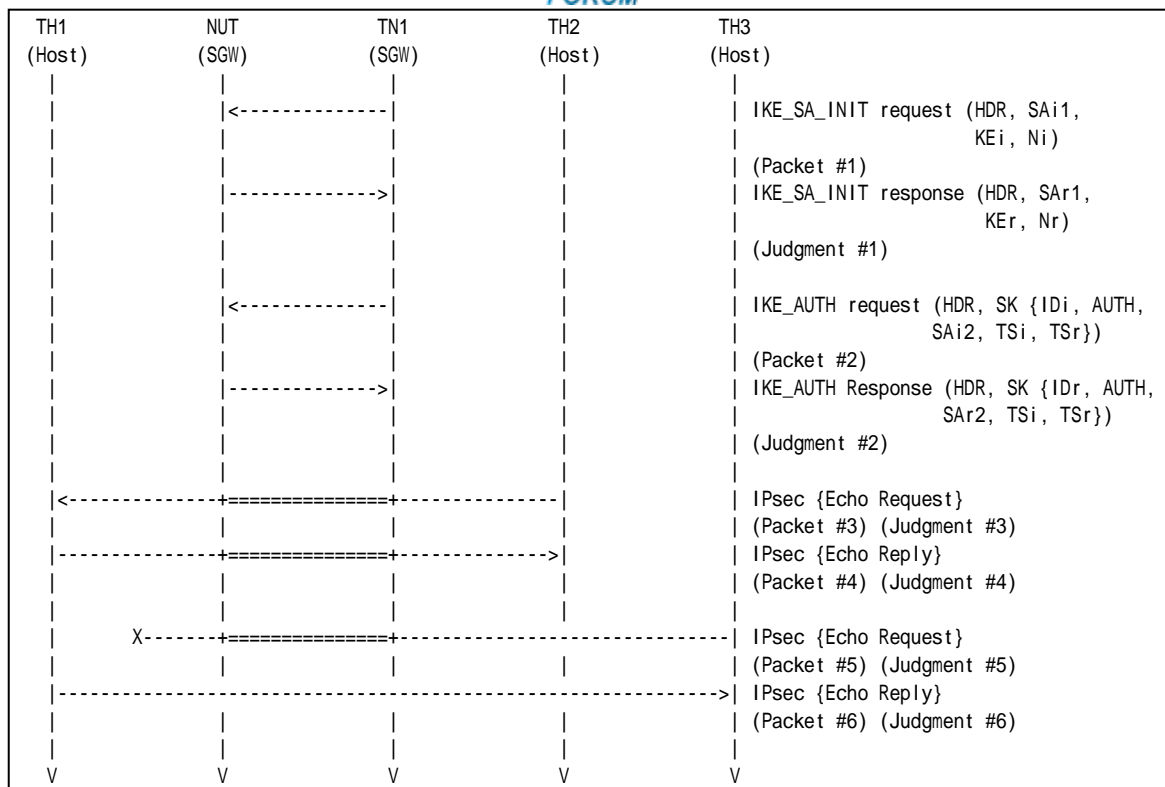 FORUM
TH1 NUT TN1 TH2 TH3
(Host) (SGW) (SGW) (Host) (Host)
| | | | |
| |<--------------| | | IKE_SA_INIT request (HDR, SAi1,
| | | | | KEi, Ni)
| | | | | (Packet #1)
| |-------------->| | | IKE_SA_INIT response (HDR, SAr1,
| | | | | KEr, Nr)
| | | | | (Judgment #1)
| | | | |
| |<--------------| | | IKE_AUTH request (HDR, SK {IDi, AUTH,
| | | | | SAi2, TSi, TSr})
| | | | | (Packet #2)
| |-------------->| | | IKE_AUTH Response (HDR, SK {IDr, AUTH,
| | | | | SAr2, TSi, TSr})
| | | | | (Judgment #2)
| | | | |
|<--------------+===============+--------------| | IPsec {Echo Request}
| | | | | (Packet #3) (Judgment #3)
|---------------+===============+------------->| | IPsec {Echo Reply}
| | | | | (Packet #4) (Judgment #4)
| | | | |
| X-------+===============+------------------------------| IPsec {Echo Request}
| | | | | (Packet #5) (Judgment #5)
|------------------------------------------------------------->| IPsec {Echo Reply}
| | | | | (Packet #6) (Judgment #6)
| | | | |
V V V V V